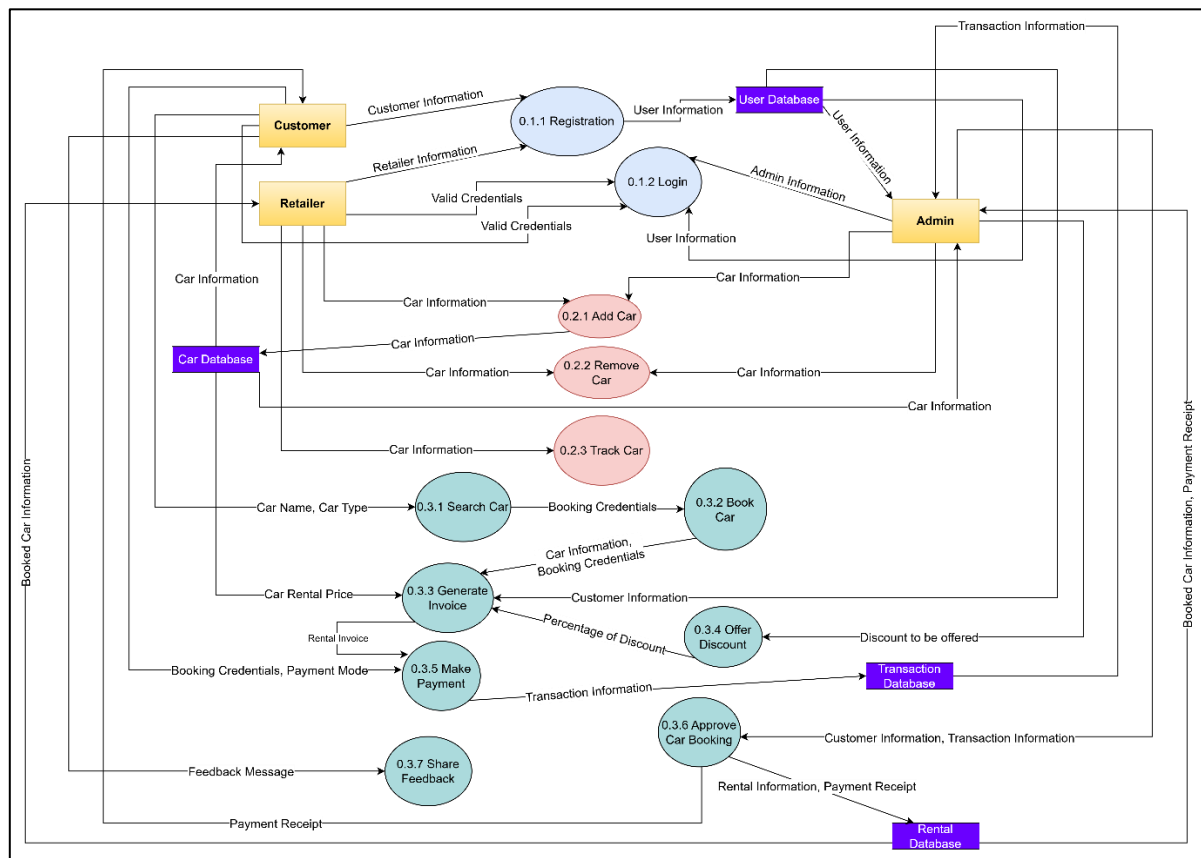 Transaction Information
Customer
Customer Information
0.1.1 Registration
User Information
User Database
User Information
Retailer Information
Retailer
Valid Credentials
Valid Credentials
0.1.2 Login
Admin Information
Admin
User Information
Car Information
Car Information
Car Information
0.2.1 Add Car
Car Information
Car Database
Car Information
0.2.2 Remove
Car
Car Information
Car Information
Car Information
0.2.3 Track Car
Booked Car Information
Booked Car Information, Payment Receipt
Car Name, Car Type
0.3.1 Search Car
Booking Credentials
0.3.2 Book
Car
Car Information,
Booking Credentials
Car Rental Price
0.3.3 Generate
Invoice
Customer Information
Percentage of Discount
0.3.4 Offer
Discount
Discount to be offered
Rental Invoice
Booking Credentials, Payment Mode
0.3.5 Make
Payment
Transaction Information
Transaction
Database
0.3.6 Approve
Car Booking
Customer Information, Transaction Information
Feedback Message
0.3.7 Share
Feedback
Rental Information, Payment Receipt
Payment Receipt
Rental
Database